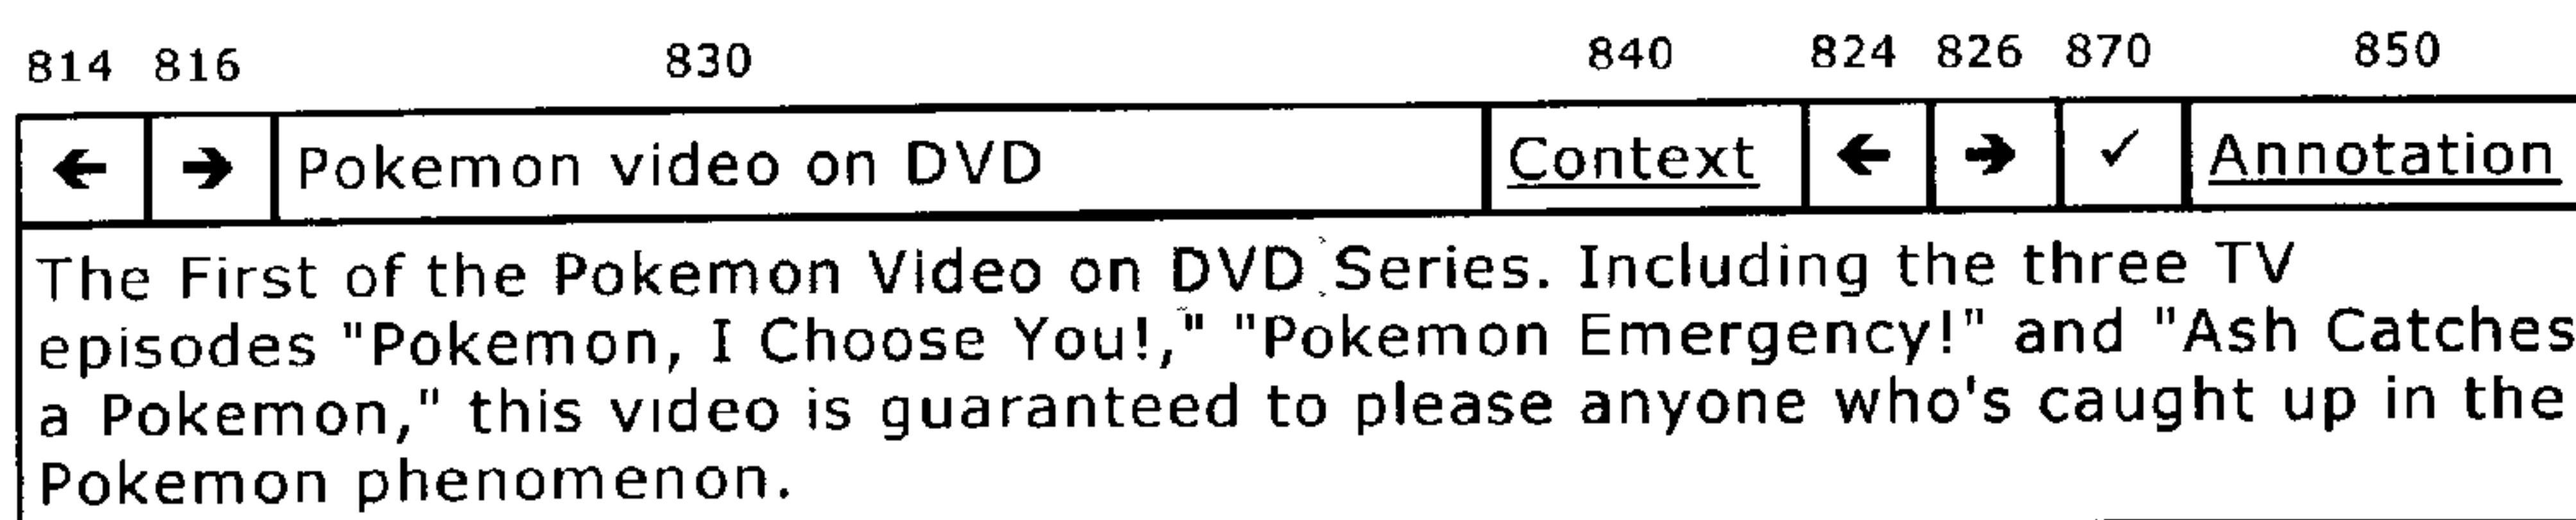 814 816 830 840 824 826 870 850
← → Pokemon video on DVD Context ← → ✓ Annotation
The First of the Pokemon Video on DVD Series. Including the three TV
episodes "Pokemon, I Choose You!," "Pokemon Emergency!" and "Ash Catches
a Pokemon," this video is guaranteed to please anyone who's caught up in the
Pokemon phenomenon.